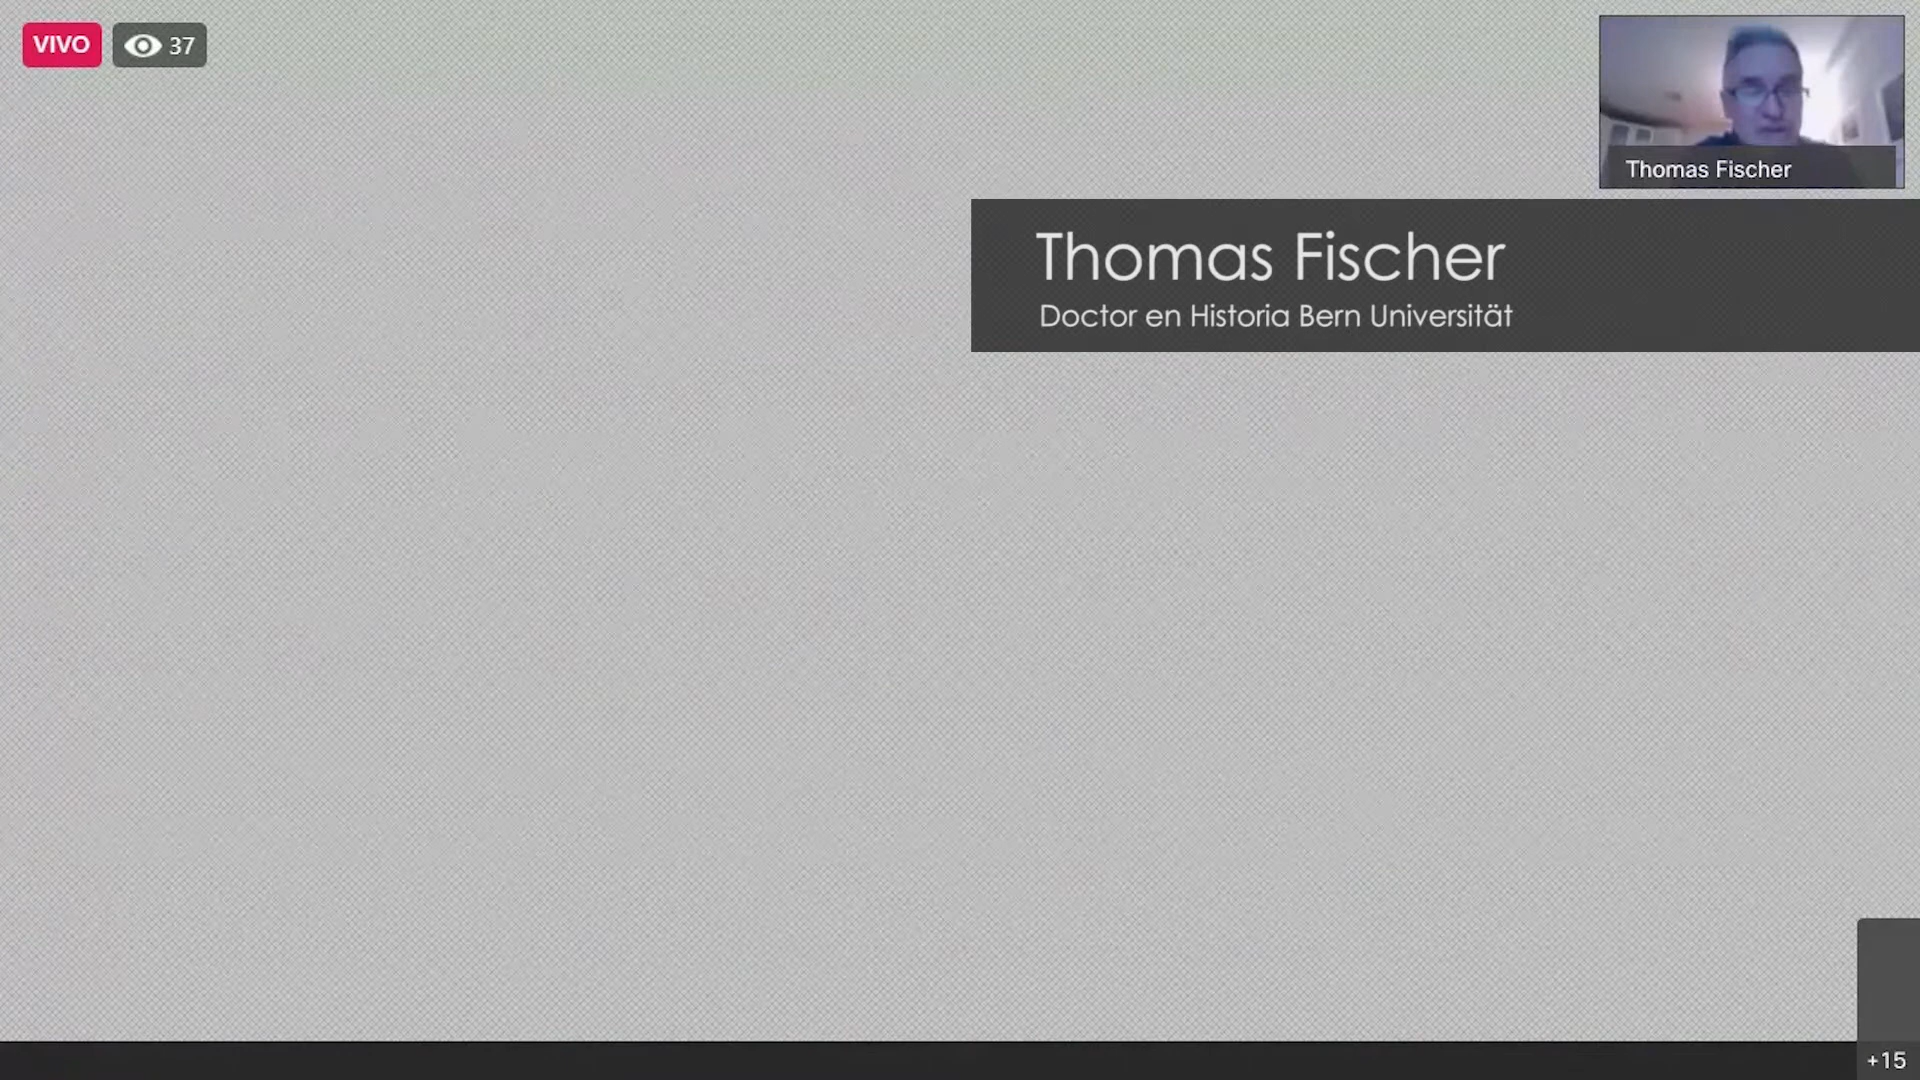 VIVO
37
Thomas Fischer
Thomas Fischer
Doctor en Historia Bern Universität
+15